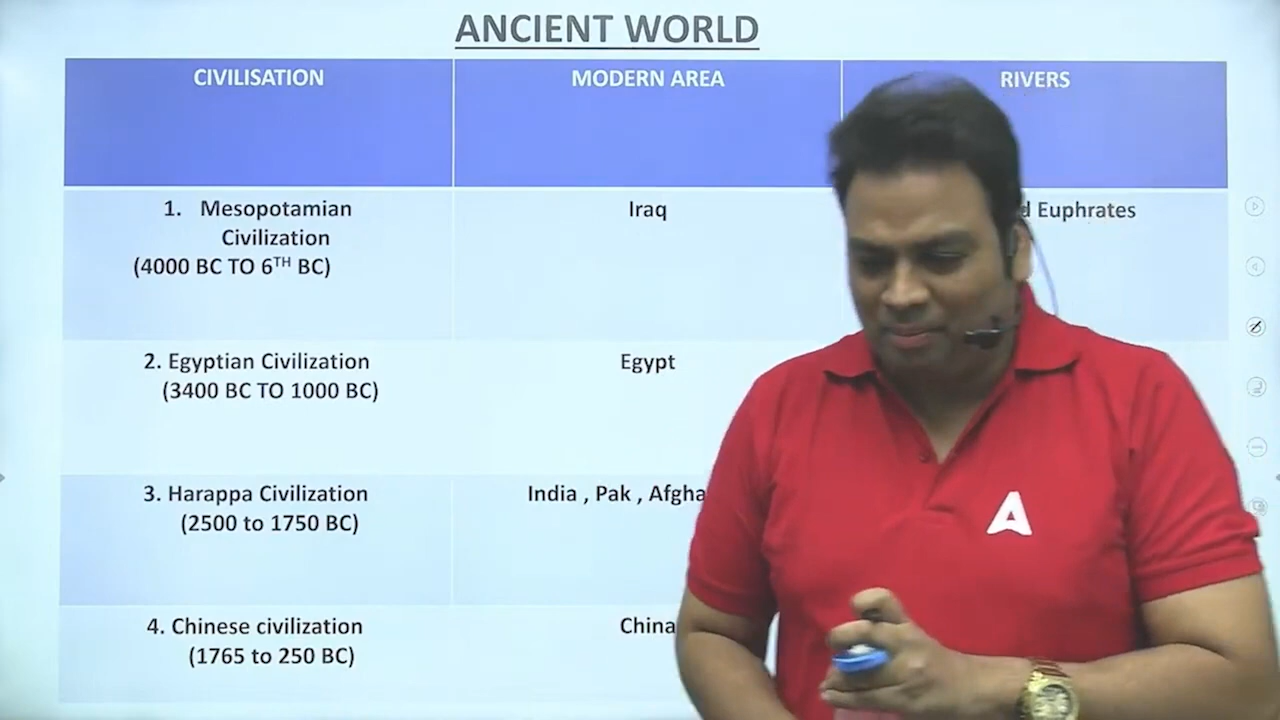 ANCIENT WORLD
CIVILISATION MODERN AREA RIVERS
1. Mesopotamian Iraq Euphrates
Civilization
(4000 BC TO 6TH BC)
2. Egyptian Civilization Egypt
(3400 BC TO 1000 BC)
3. Harappa Civilization India , Pak ,
(2500 to 1750 BC)
4. Chinese civilization China
(1765 to 250 BC)
A